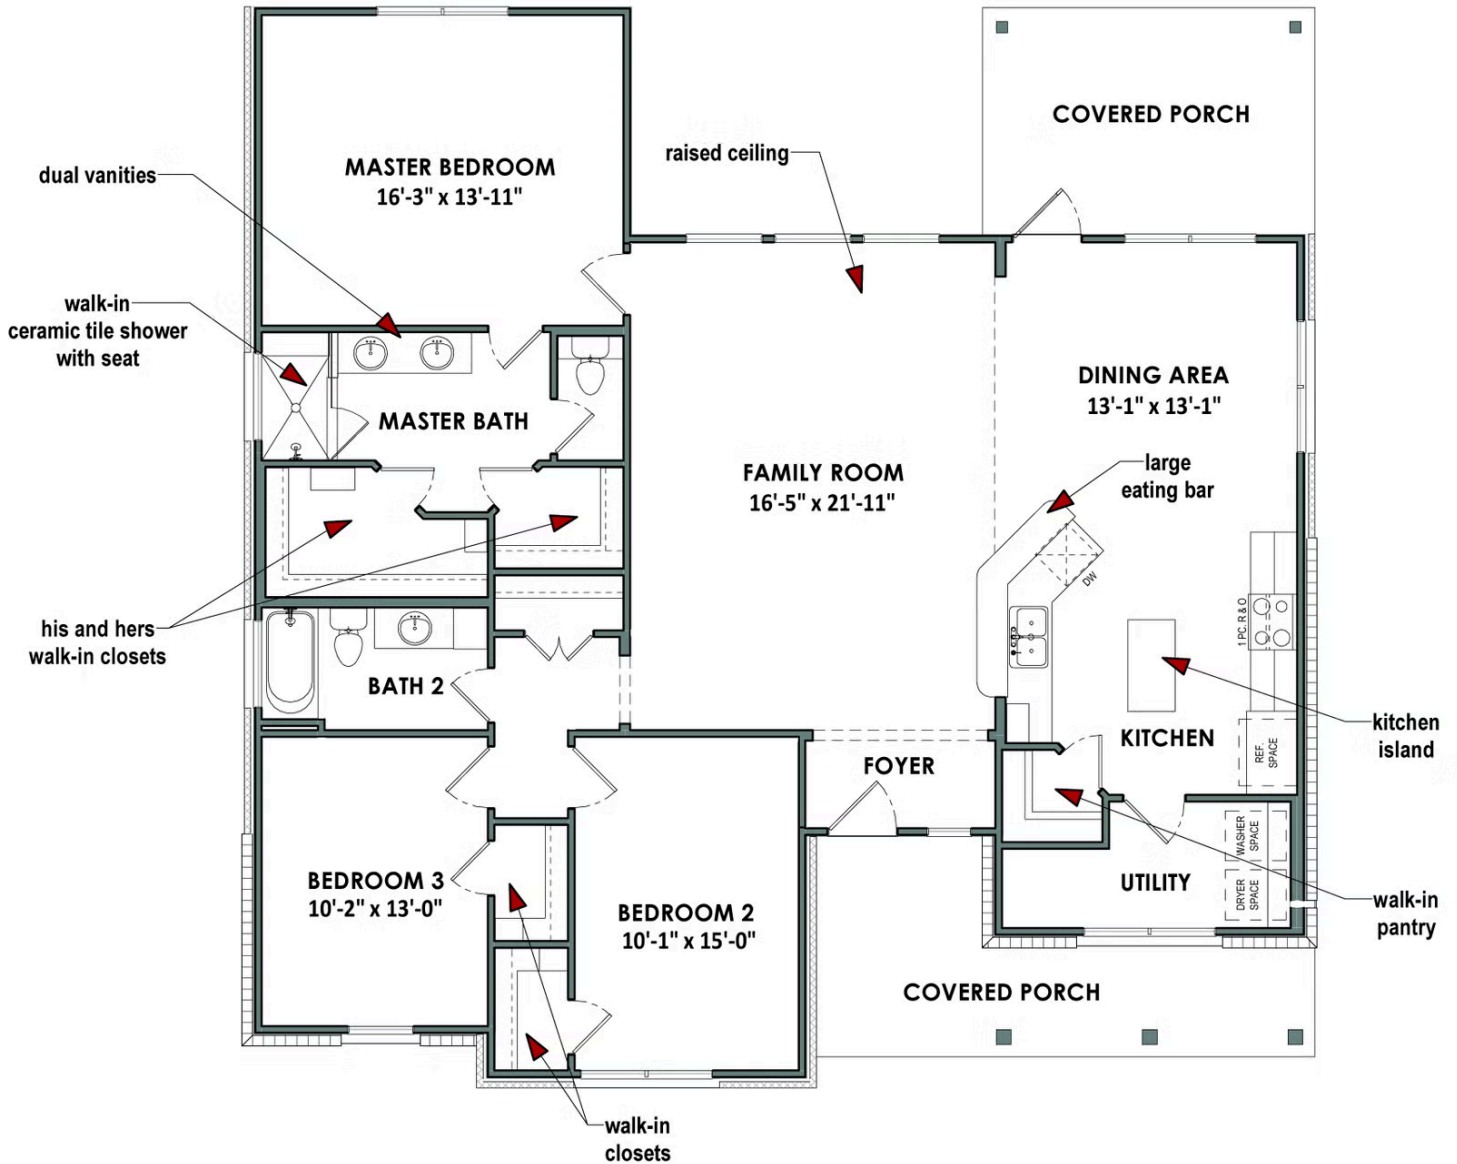 COVERED PORCH
raised ceiling
MASTER BEDROOM
16'-3" x 13'-11"
dual vanities
walk-in
ceramic tile shower
with seat
DINING AREA
13'-1" x 13'-1"
MASTER BATH
FAMILY ROOM
16'-5" x 21'-11"
large
eating bar
DW
1 PC. R & O
his and hers
walk-in closets
BATH 2
kitchen
island
KITCHEN
REF.
SPACE
FOYER
WASHER
SPACE
BEDROOM 3
10'-2" x 13'-0"
UTILITY
DRYER
SPACE
walk-in
pantry
BEDROOM 2
10'-1" x 15'-0"
COVERED PORCH
walk-in
closets